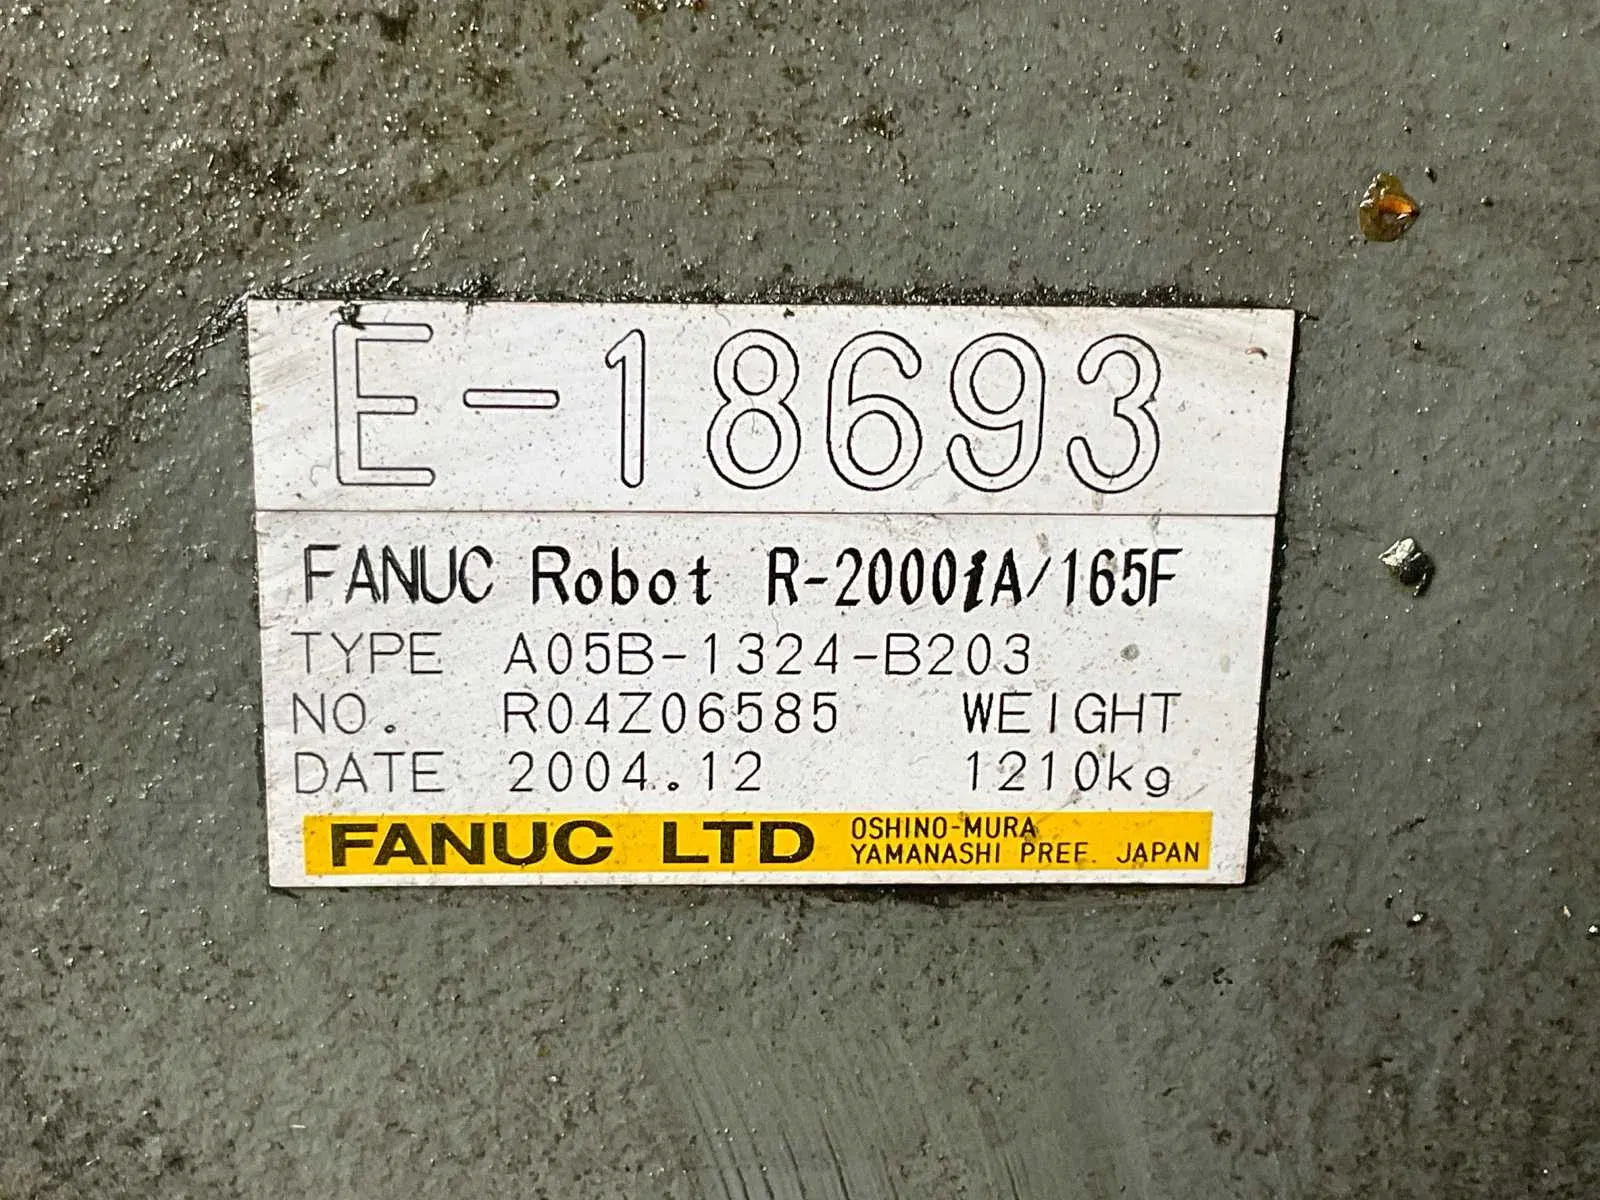 E-18693
FANUC Robot R-2000iA/165F
TYPE A05B-1324-B203
NO. R04Z06585 WEIGHT
DATE 2004.12 1210kg
FANUC LTD OSHINO-MURA
YAMANASHI PREF. JAPAN